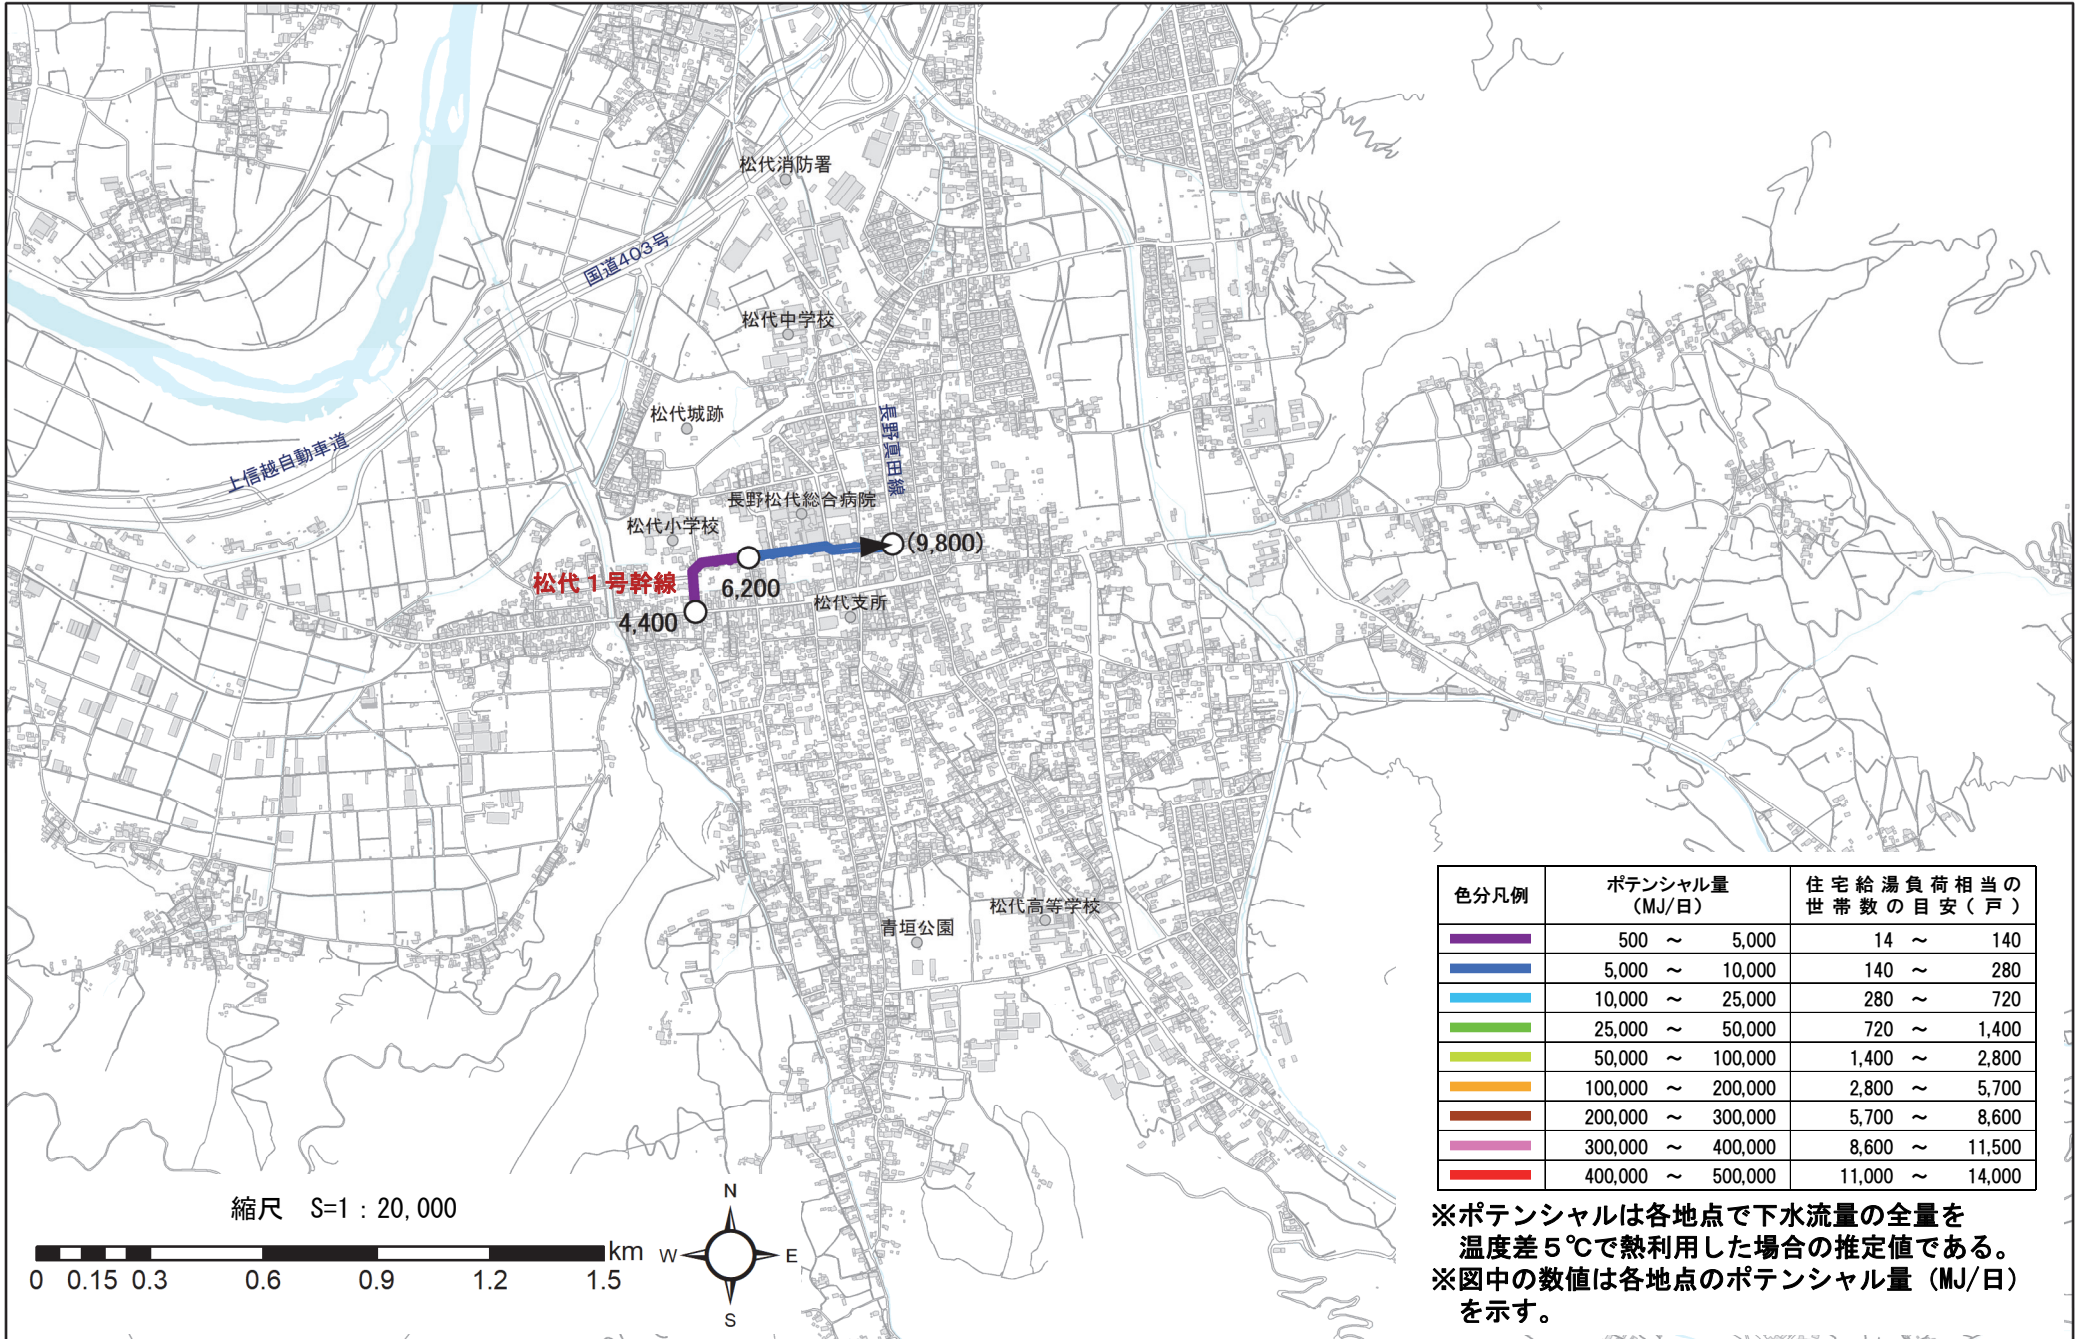 松代消防署
国道403号
松代中学校
松代城跡
長野真田線
上信越自動車道
長野松代総合病院
松代小学校
(9,800)
松代1号幹線
6,200
松代支所
4,400
松代高等学校
青垣公園
色分凡例 ポテンシャル量 (MJ/日) 住宅給湯負荷相当の世帯数の目安(戸)
500 ～ 5,000 14 ～ 140
5,000 ～ 10,000 140 ～ 280
10,000 ～ 25,000 280 ～ 720
25,000 ～ 50,000 720 ～ 1,400
50,000 ～ 100,000 1,400 ～ 2,800
100,000 ～ 200,000 2,800 ～ 5,700
200,000 ～ 300,000 5,700 ～ 8,600
300,000 ～ 400,000 8,600 ～ 11,500
400,000 ～ 500,000 11,000 ～ 14,000
※ポテンシャルは各地点で下水流量の全量を
温度差5℃で熱利用した場合の推定値である。
※図中の数値は各地点のポテンシャル量（MJ/日）
を示す。
縮尺 S=1：20,000
km
0 0.15 0.3 0.6 0.9 1.2 1.5
N
W E
S